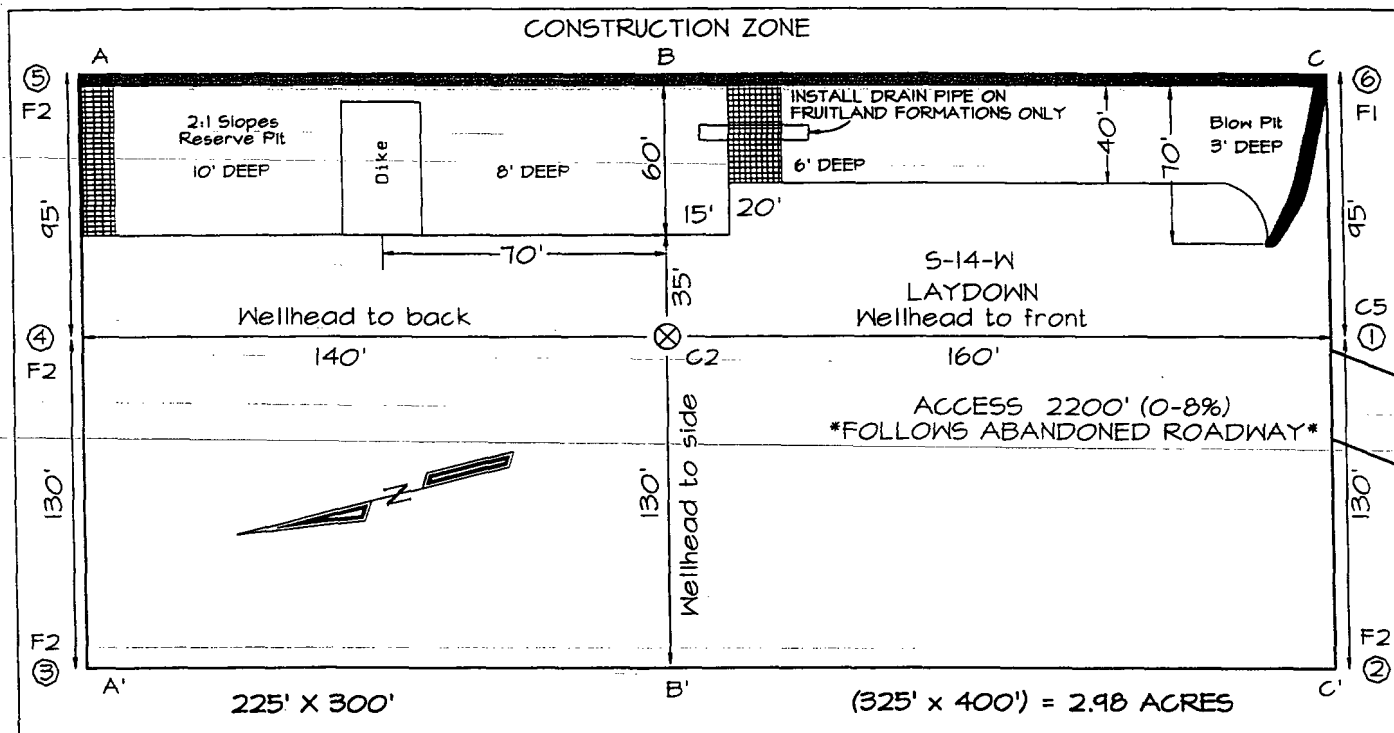 CONSTRUCTION ZONE
A
B
C
5
6
F2
F1
INSTALL DRAIN PIPE ON
FRUITLAND FORMATIONS ONLY
2:1 Slopes
Reserve Pit
10' DEEP
Dike
8' DEEP
60'
6' DEEP
40'
70'
Blow Pit
3' DEEP
95'
15'
20'
95'
70'
35'
S-14-W
LAYDOWN
Wellhead to back
Wellhead to front
C5
4
1
F2
140'
C2
160'
ACCESS 2200' (0-8%)
*FOLLOWS ABANDONED ROADWAY*
130'
N
130'
Wellhead to side
130'
F2
F2
3
2
A'
B'
C'
225' X 300'
(325' x 400') = 2.98 ACRES